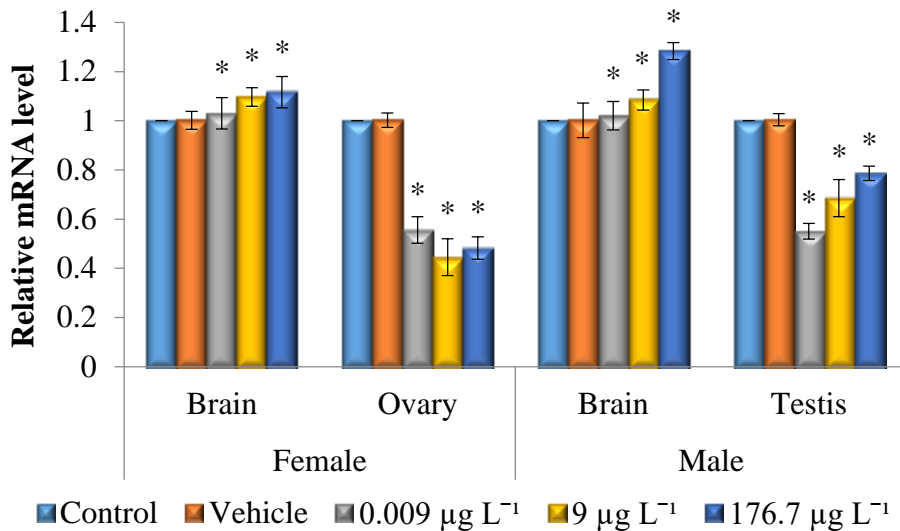 Relative mRNA level
1.4
1.2
1
0.8
0.6
0.4
0.2
0
* * *
* * *
* * *
* * *
Brain Ovary Brain Testis
Female Male
Control Vehicle 0.009 µg L⁻¹ 9 µg L⁻¹ 176.7 µg L⁻¹